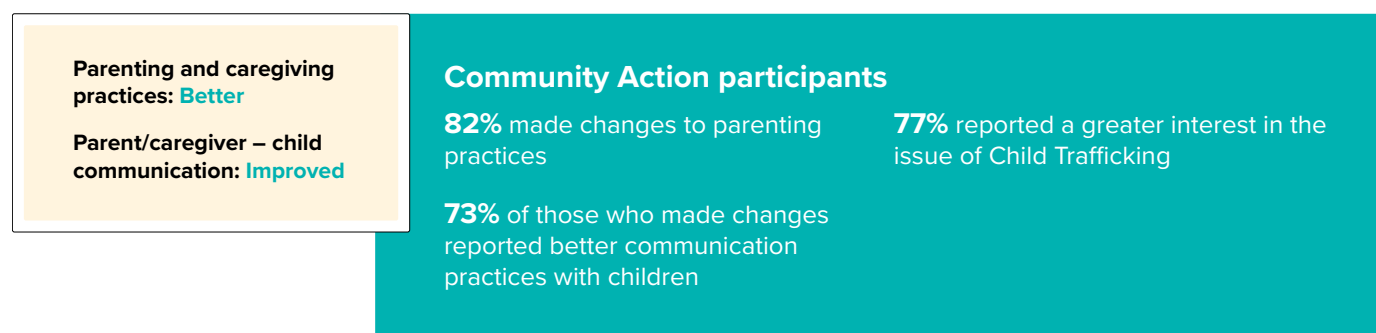 Parenting and caregiving
practices: Better
Parent/caregiver – child
communication: Improved
Community Action participants
82% made changes to parenting
practices
73% of those who made changes
reported better communication
practices with children
77% reported a greater interest in the
issue of Child Trafficking